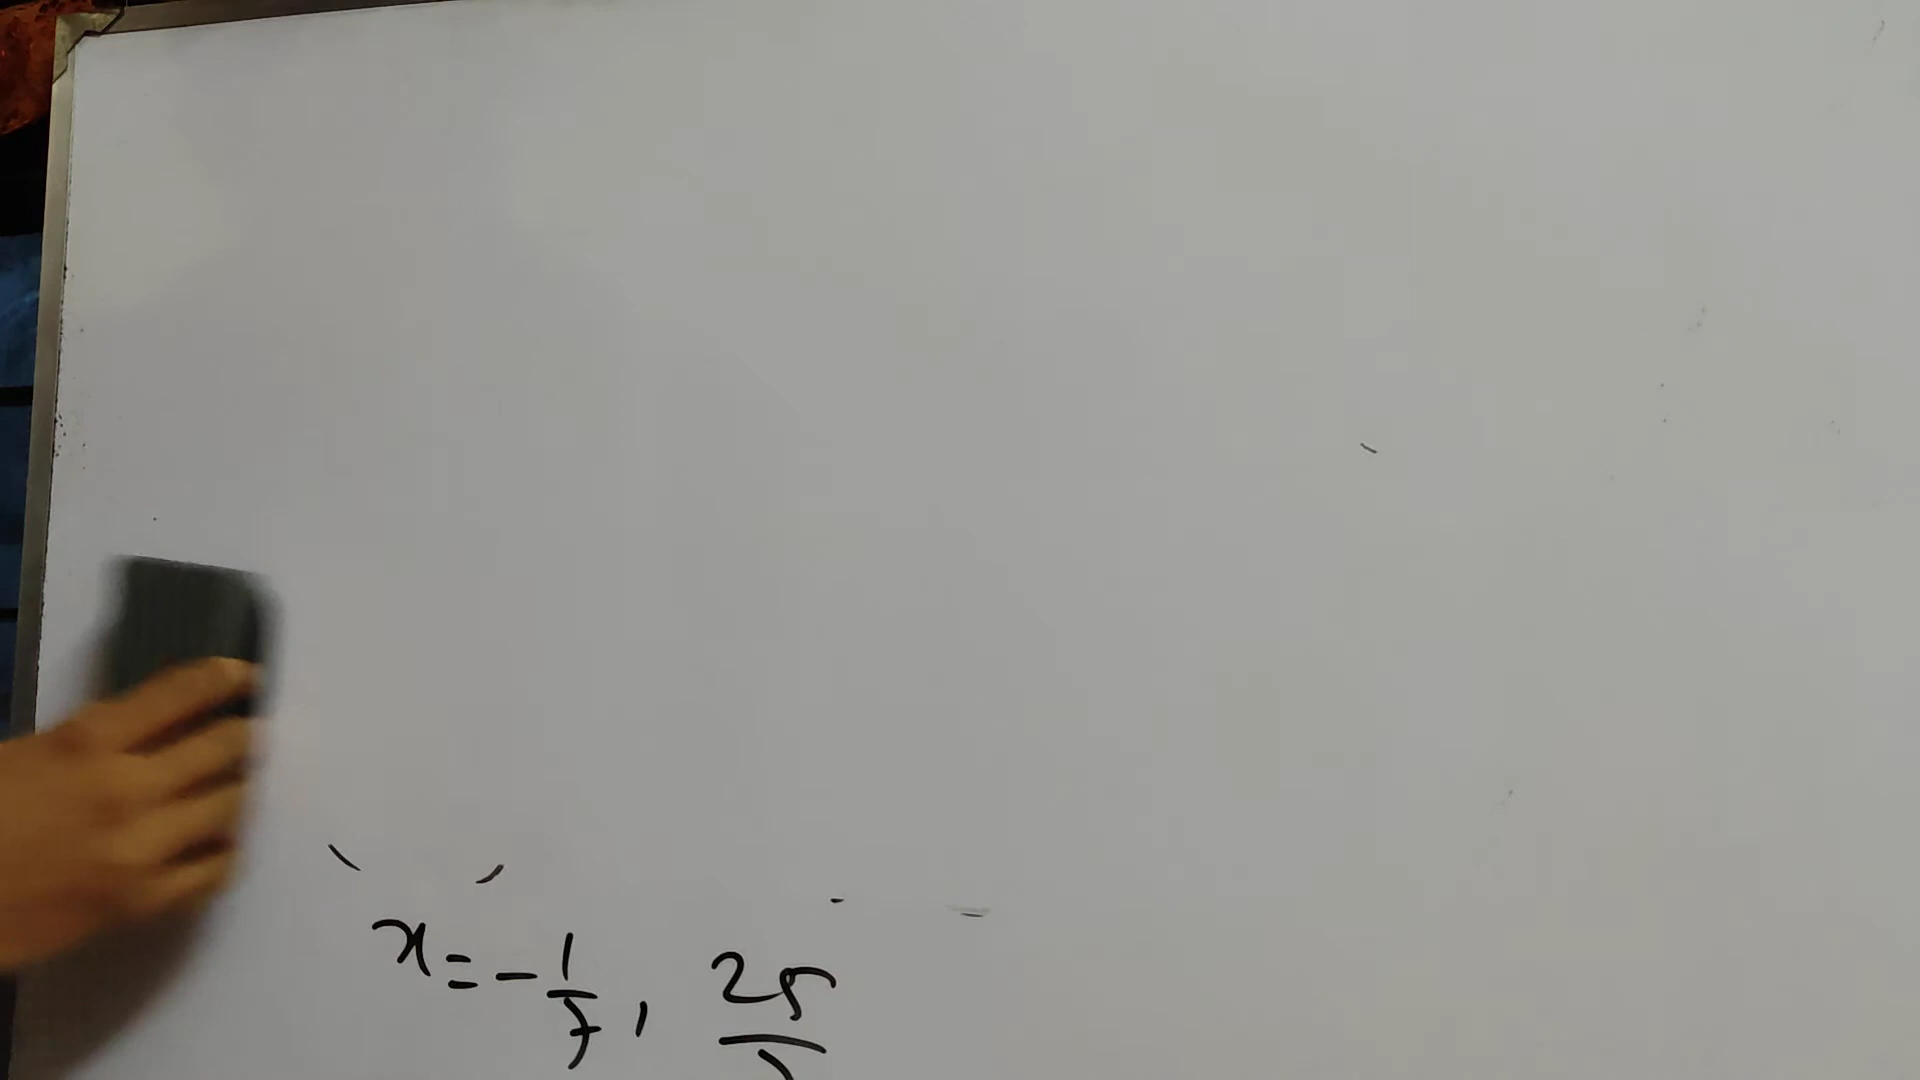 x = -1/7, 25